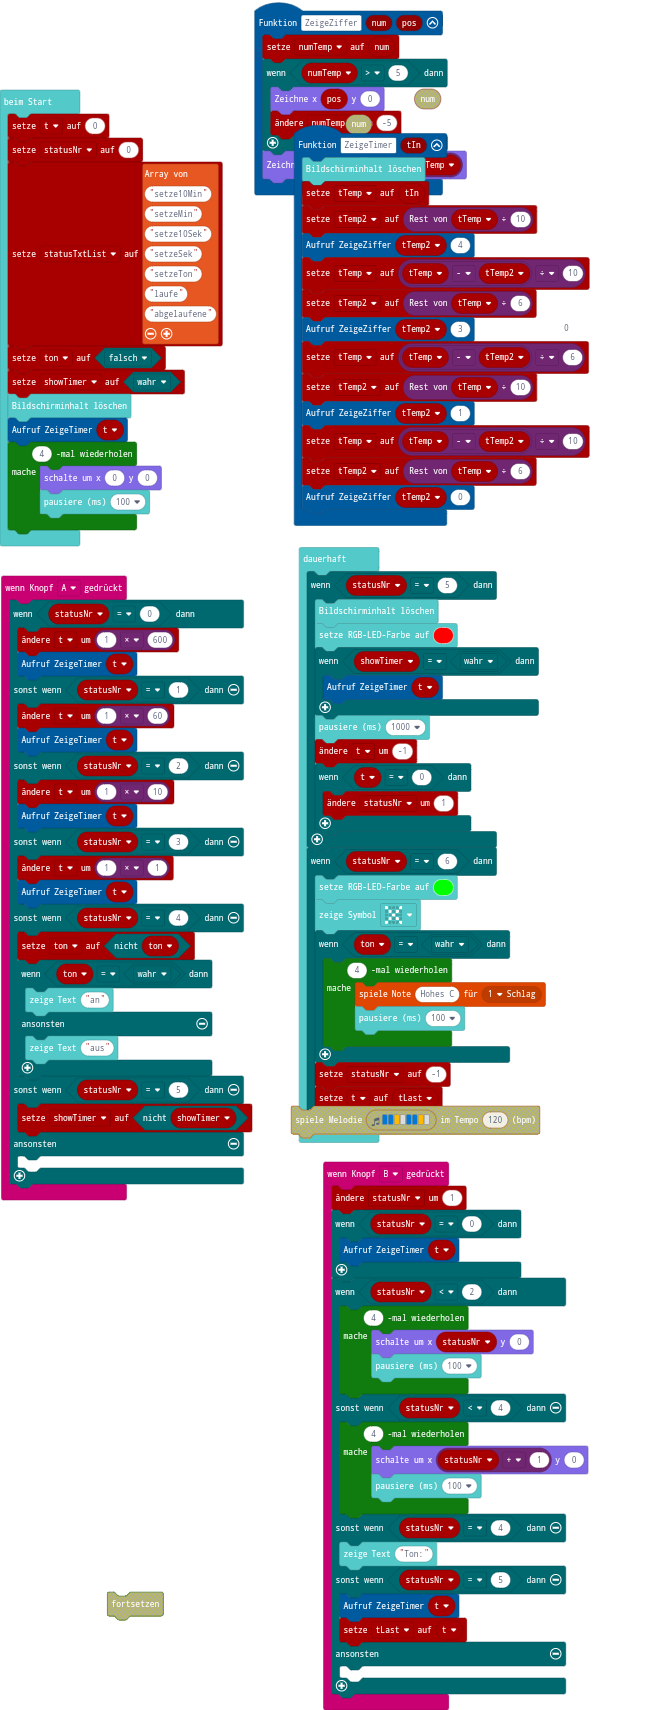 Funktion ZeigeZiffer num pos
setze numTemp auf num
wenn numTemp > 5 dann
Zeichne x pos y 0
num
ändere numTemp num -5
Zeichn Temp
Funktion ZeigeTimer tIn
Bildschirminhalt löschen
setze tTemp auf tIn
setze tTemp2 auf Rest von tTemp ÷ 10
Aufruf ZeigeZiffer tTemp2 4
setze tTemp auf tTemp - tTemp2 ÷ 10
setze tTemp2 auf Rest von tTemp ÷ 6
Aufruf ZeigeZiffer tTemp2 3
0
setze tTemp auf tTemp - tTemp2 ÷ 6
setze tTemp2 auf Rest von tTemp ÷ 10
Aufruf ZeigeZiffer tTemp2 1
setze tTemp auf tTemp - tTemp2 ÷ 10
setze tTemp2 auf Rest von tTemp ÷ 6
Aufruf ZeigeZiffer tTemp2 0
beim Start
setze t auf 0
setze statusNr auf 0
Array von
"setze10Min"
"setzeMin"
"setze10Sek"
setze statusTxtList auf "setzeSek"
"setzeTon"
"laufe"
"abgelaufene"
setze ton auf falsch
setze showTimer auf wahr
Bildschirminhalt löschen
Aufruf ZeigeTimer t
4 -mal wiederholen
mache schalte um x 0 y 0
pausiere (ms) 100
wenn Knopf A gedrückt
wenn statusNr = 0 dann
ändere t um 1 × 600
Aufruf ZeigeTimer t
sonst wenn statusNr = 1 dann
ändere t um 1 × 60
Aufruf ZeigeTimer t
sonst wenn statusNr = 2 dann
ändere t um 1 × 10
Aufruf ZeigeTimer t
sonst wenn statusNr = 3 dann
ändere t um 1 × 1
Aufruf ZeigeTimer t
sonst wenn statusNr = 4 dann
setze ton auf nicht ton
wenn ton = wahr dann
zeige Text "an"
ansonsten
zeige Text "aus"
sonst wenn statusNr = 5 dann
setze showTimer auf nicht showTimer
ansonsten
dauerhaft
wenn statusNr = 5 dann
Bildschirminhalt löschen
setze RGB-LED-Farbe auf
wenn showTimer = wahr dann
Aufruf ZeigeTimer t
pausiere (ms) 1000
ändere t um -1
wenn t = 0 dann
ändere statusNr um 1
wenn statusNr = 6 dann
setze RGB-LED-Farbe auf
zeige Symbol
wenn ton = wahr dann
4 -mal wiederholen
mache spiele Note Hohes C für 1 Schlag
pausiere (ms) 100
setze statusNr auf -1
setze t auf tLast
spiele Melodie im Tempo 120 (bpm)
wenn Knopf B gedrückt
ändere statusNr um 1
wenn statusNr = 0 dann
Aufruf ZeigeTimer t
wenn statusNr < 2 dann
4 -mal wiederholen
mache schalte um x statusNr y 0
pausiere (ms) 100
sonst wenn statusNr < 4 dann
4 -mal wiederholen
mache schalte um x statusNr + 1 y 0
pausiere (ms) 100
sonst wenn statusNr = 4 dann
zeige Text "Ton:"
sonst wenn statusNr = 5 dann
Aufruf ZeigeTimer t
setze tLast auf t
ansonsten
fortsetzen